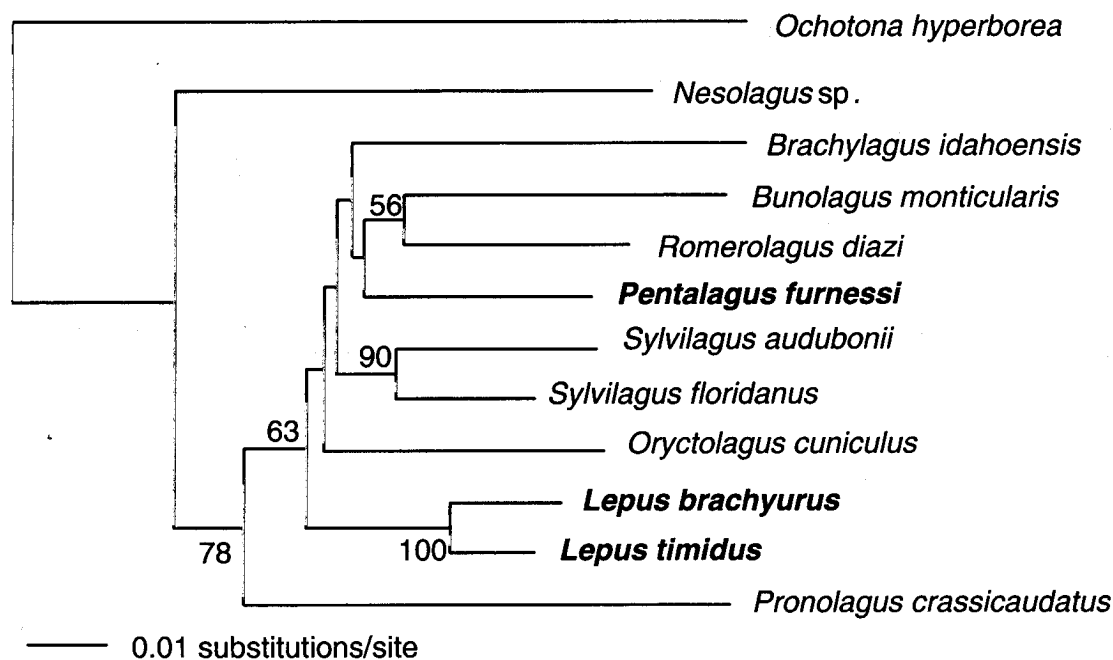 Ochotona hyperborea
Nesolagus sp.
Brachylagus idahoensis
56
Bunolagus monticularis
Romerolagus diazi
Pentalagus furnessi
90
Sylvilagus audubonii
Sylvilagus floridanus
63
Oryctolagus cuniculus
Lepus brachyurus
78
100
Lepus timidus
Pronolagus crassicaudatus
0.01 substitutions/site